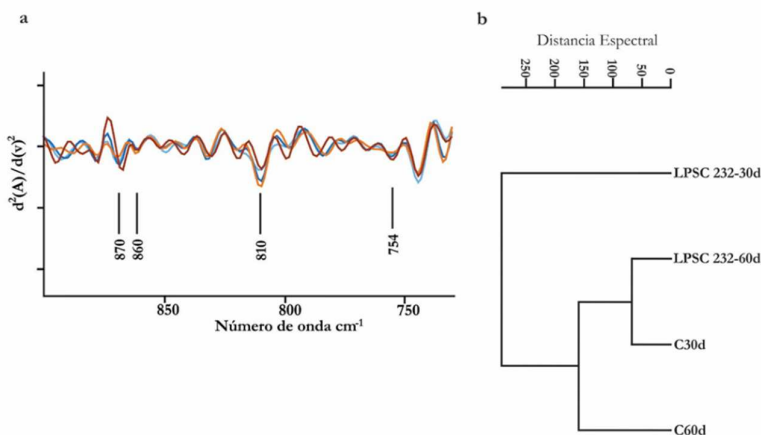 a
d²(A)/d(v)²
870
860
810
754
850
800
750
Número de onda cm⁻¹
b
Distancia Espectral
250
200
150
100
50
0
LPSC 232-30d
LPSC 232-60d
C30d
C60d